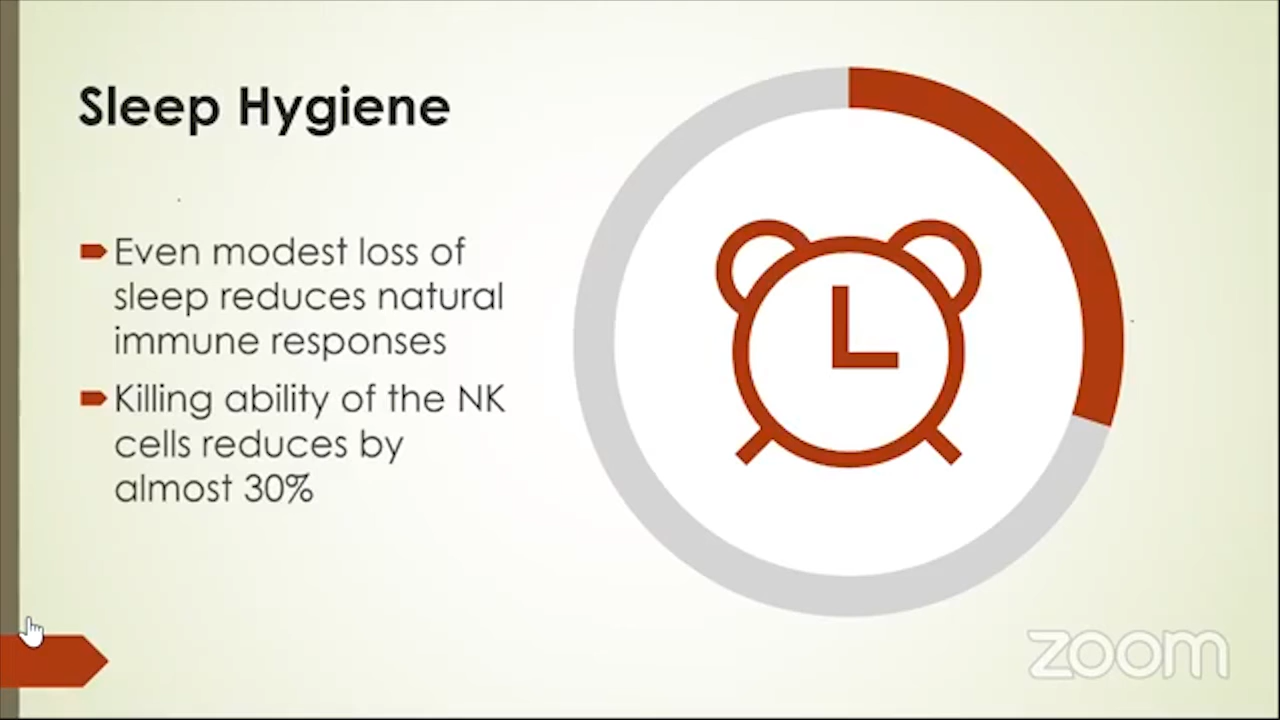 Sleep Hygiene
Even modest loss of
sleep reduces natural
immune responses
Killing ability of the NK
cells reduces by
almost 30%
zoom